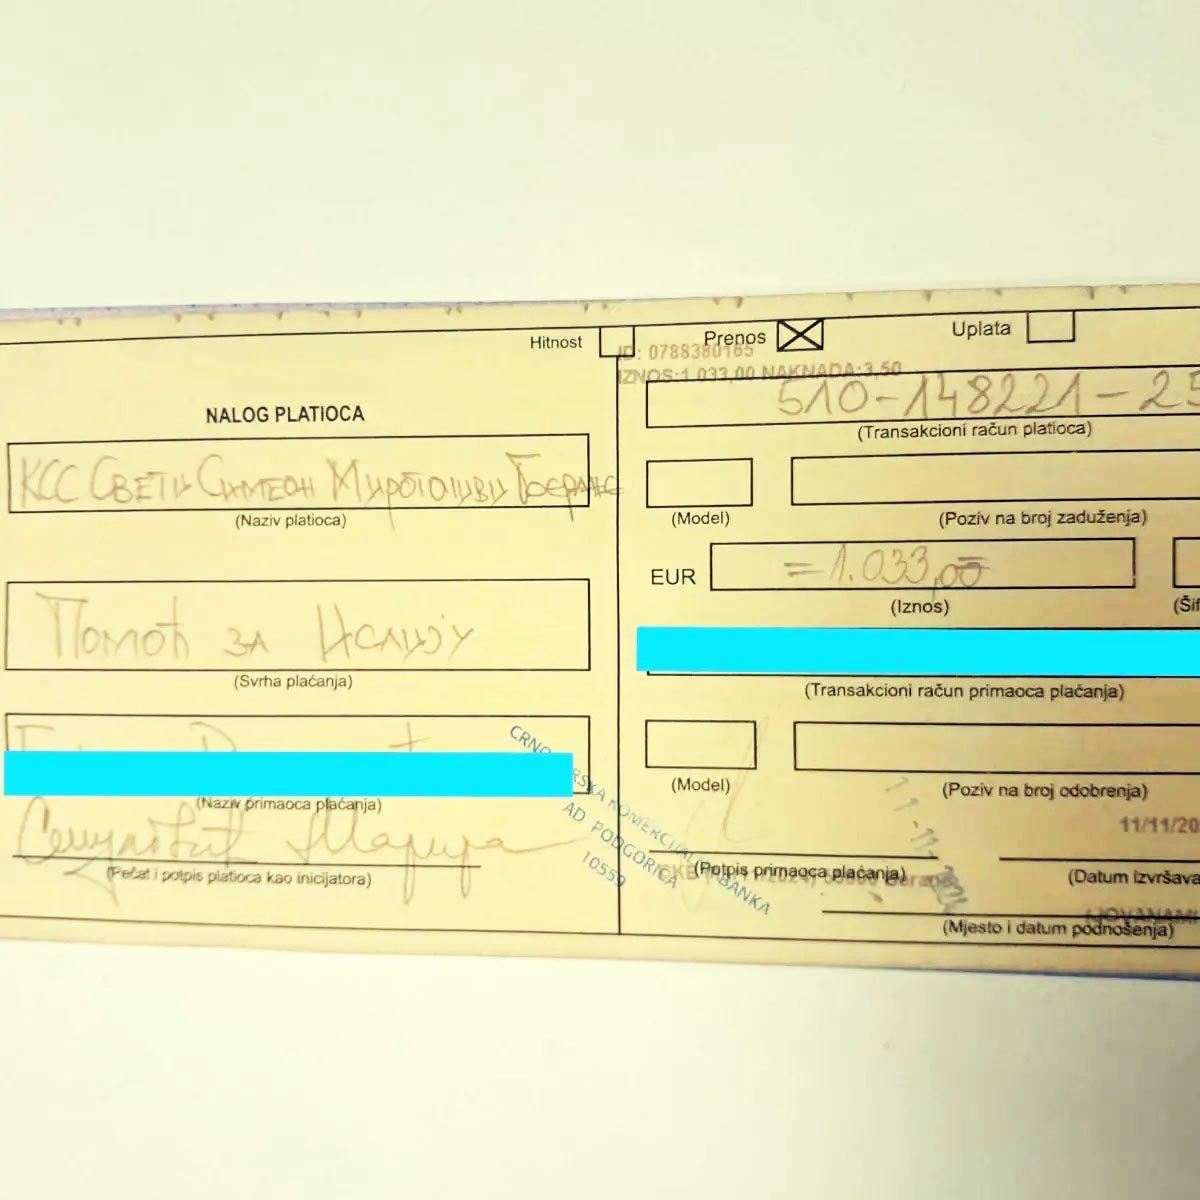 Hitnost Prenos Uplata
ID: 0788380165
IZNOS:1.033,00 NAKNADA:3,50
NALOG PLATIOCA
КСС Свети Симеон Мироточиви Беране
(Naziv platioca)
510-148221-25
(Transakcioni račun platioca)
(Model)
(Poziv na broj zaduženja)
EUR =1.033,00
(Iznos)
(Šif
Помоћ за Исаију
(Svrha plaćanja)
(Transakcioni račun primaoca plaćanja)
(Naziv primaoca plaćanja)
(Model)
(Poziv na broj odobrenja)
CRNOGORSKA KOMERCIJALNA BANKA
AD PODGORICA
10559
Марија
(Pečat i potpis platioca kao inicijatora)
(Potpis primaoca plaćanja)
11/11/20
(Datum izvršava
(Mjesto i datum podnošenja)